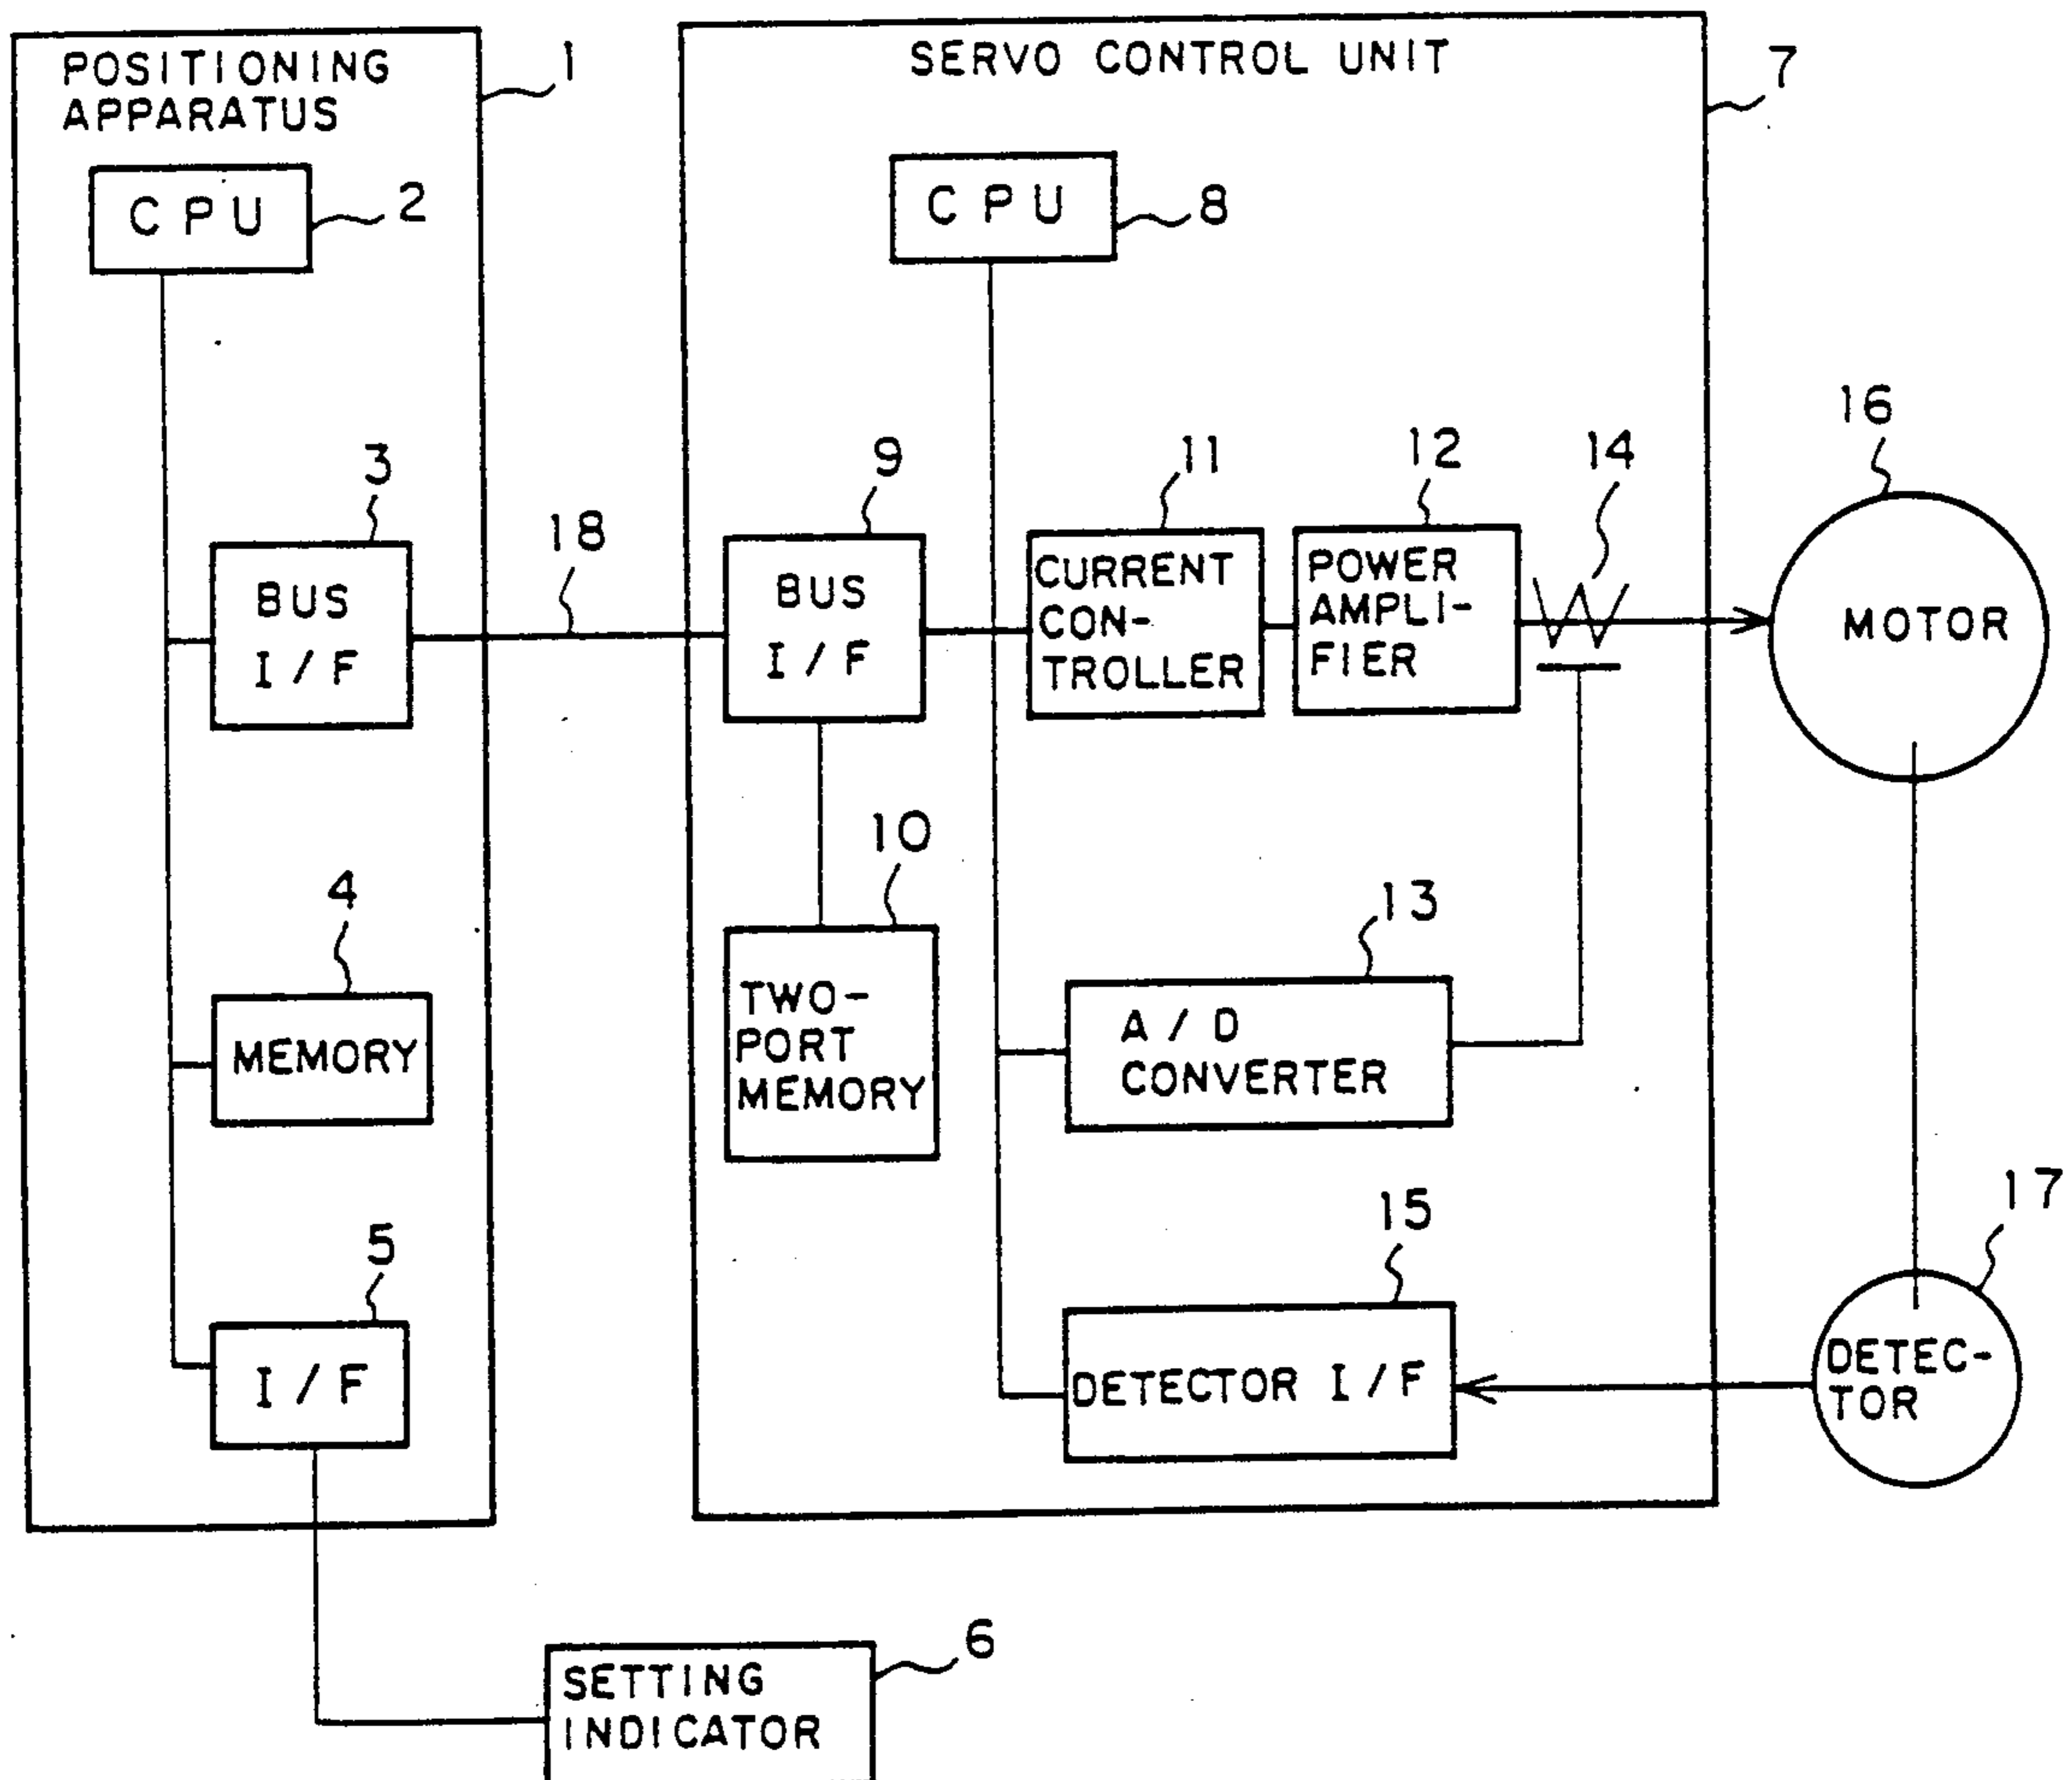 POSITIONING
APPARATUS
1
SERVO CONTROL UNIT
7
CPU
2
CPU
8
3
BUS
I/F
18
9
BUS
I/F
11
CURRENT
CON-
TROLLER
12
POWER
AMPLI-
FIER
14
16
MOTOR
4
MEMORY
10
TWO-
PORT
MEMORY
13
A/D
CONVERTER
5
I/F
15
DETECTOR I/F
17
DETEC-
TOR
6
SETTING
INDICATOR